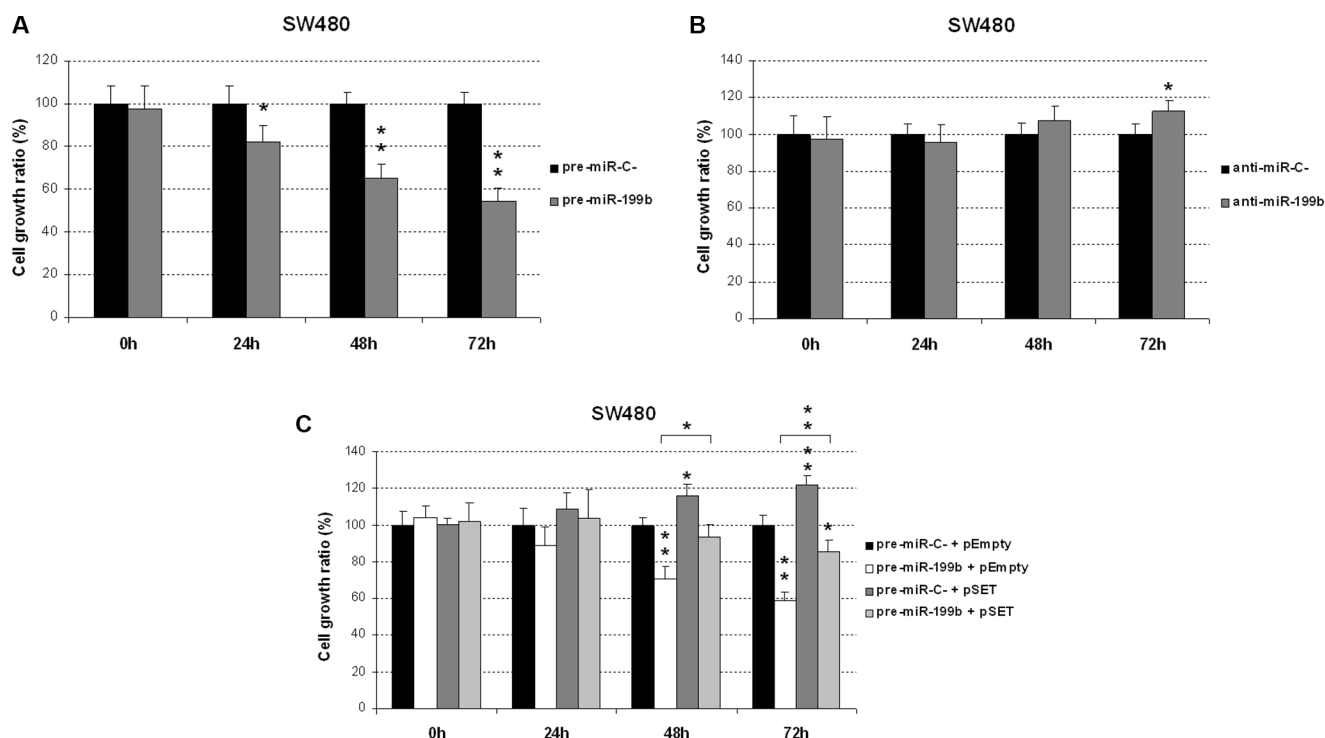 A
SW480
Cell growth ratio (%)
120
100
80
60
40
20
0
*
**
**
0h
24h
48h
72h
pre-miR-C-
pre-miR-199b
B
SW480
Cell growth ratio (%)
140
120
100
80
60
40
20
0
*
0h
24h
48h
72h
anti-miR-C-
anti-miR-199b
C
SW480
Cell growth ratio (%)
140
120
100
80
60
40
20
0
*
**
**
*
**
**
*
0h
24h
48h
72h
pre-miR-C- + pEmpty
pre-miR-199b + pEmpty
pre-miR-C- + pSET
pre-miR-199b + pSET